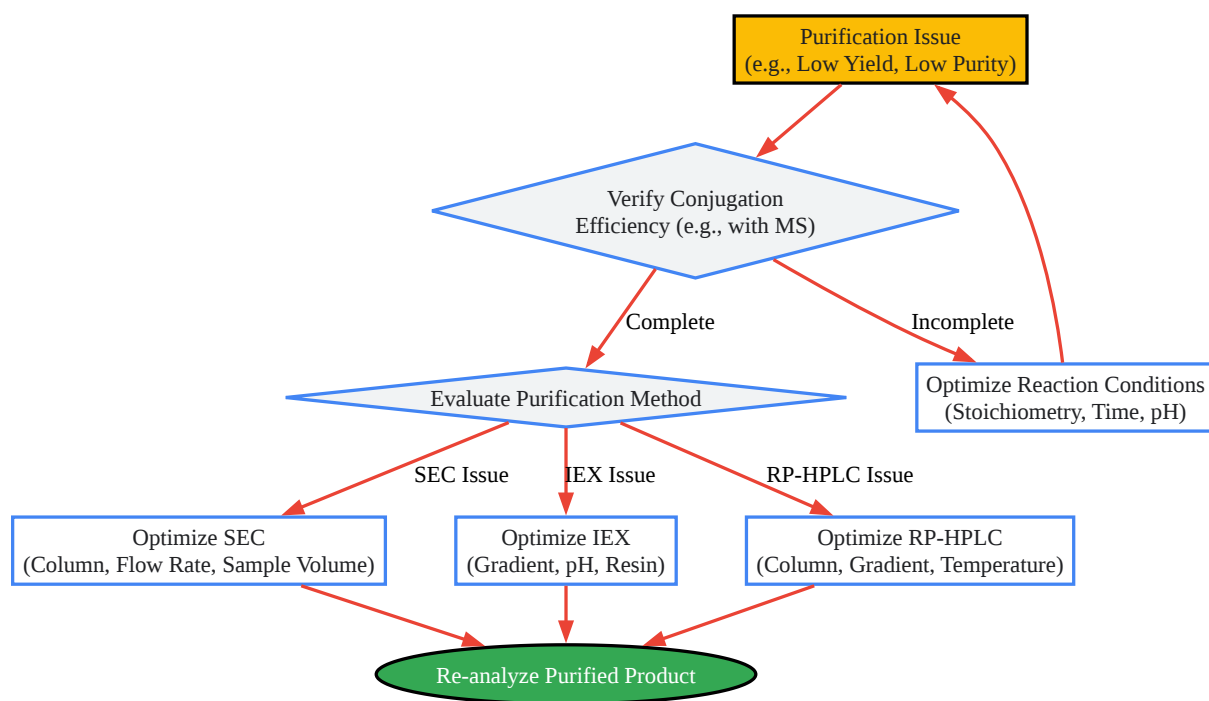 Purification Issue
(e.g., Low Yield, Low Purity)
Verify Conjugation
Efficiency (e.g., with MS)
Complete
Incomplete
Optimize Reaction Conditions
(Stoichiometry, Time, pH)
Evaluate Purification Method
SEC Issue
IEX Issue
RP-HPLC Issue
Optimize SEC
(Column, Flow Rate, Sample Volume)
Optimize IEX
(Gradient, pH, Resin)
Optimize RP-HPLC
(Column, Gradient, Temperature)
Re-analyze Purified Product